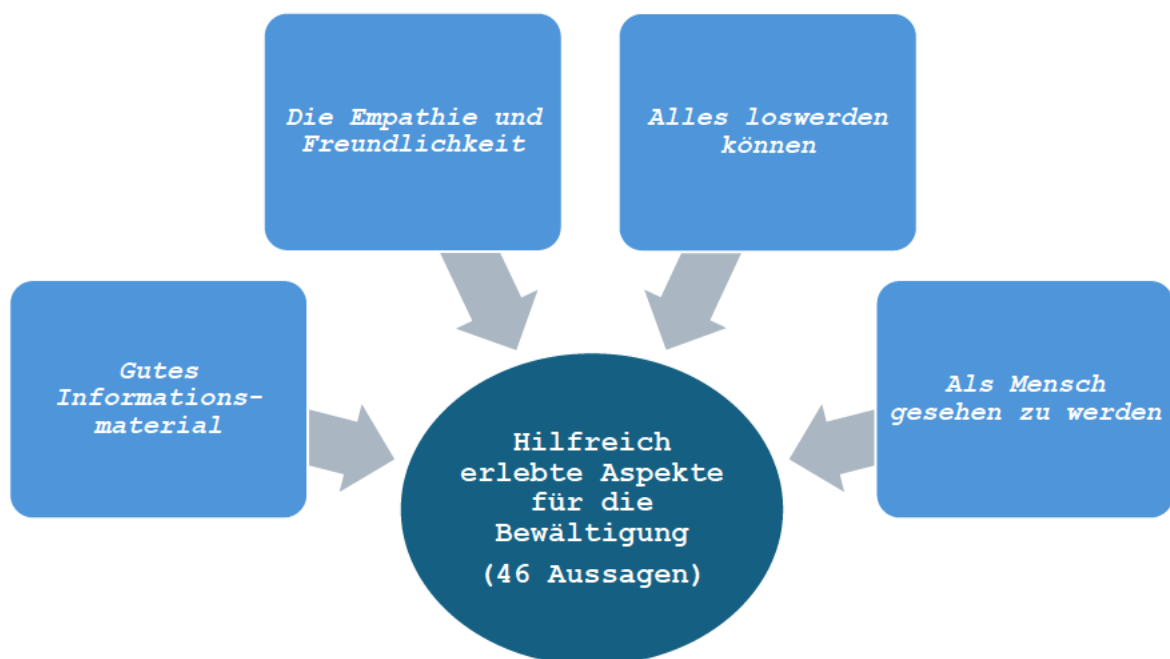 Die Empathie und
Freundlichkeit
Alles loswerden
können
Gutes
Informations-
material
Als Mensch
gesehen zu werden
Hilfreich
erlebte Aspekte
für die
Bewältigung
(46 Aussagen)